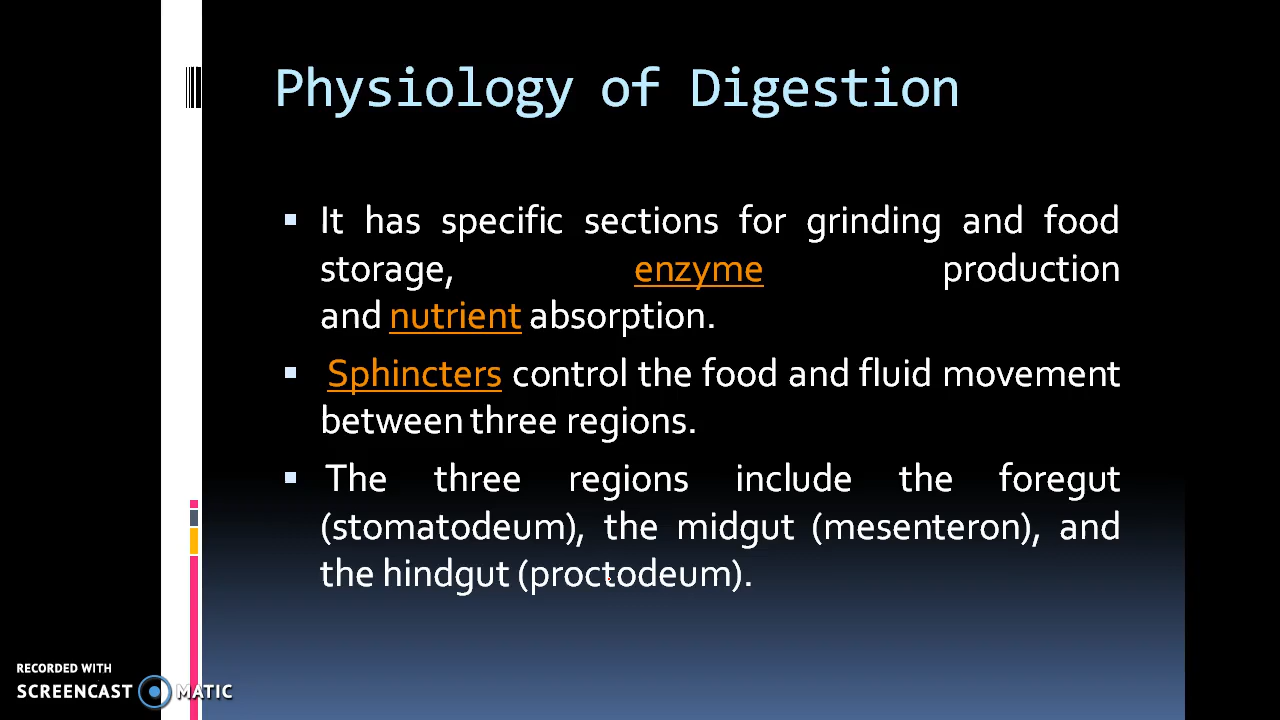 Physiology of Digestion
It has specific sections for grinding and food
storage, enzyme production
and nutrient absorption.
Sphincters control the food and fluid movement
between three regions.
The three regions include the foregut
(stomatodeum), the midgut (mesenteron), and
the hindgut (proctodeum).
RECORDED WITH
SCREENCAST MATIC